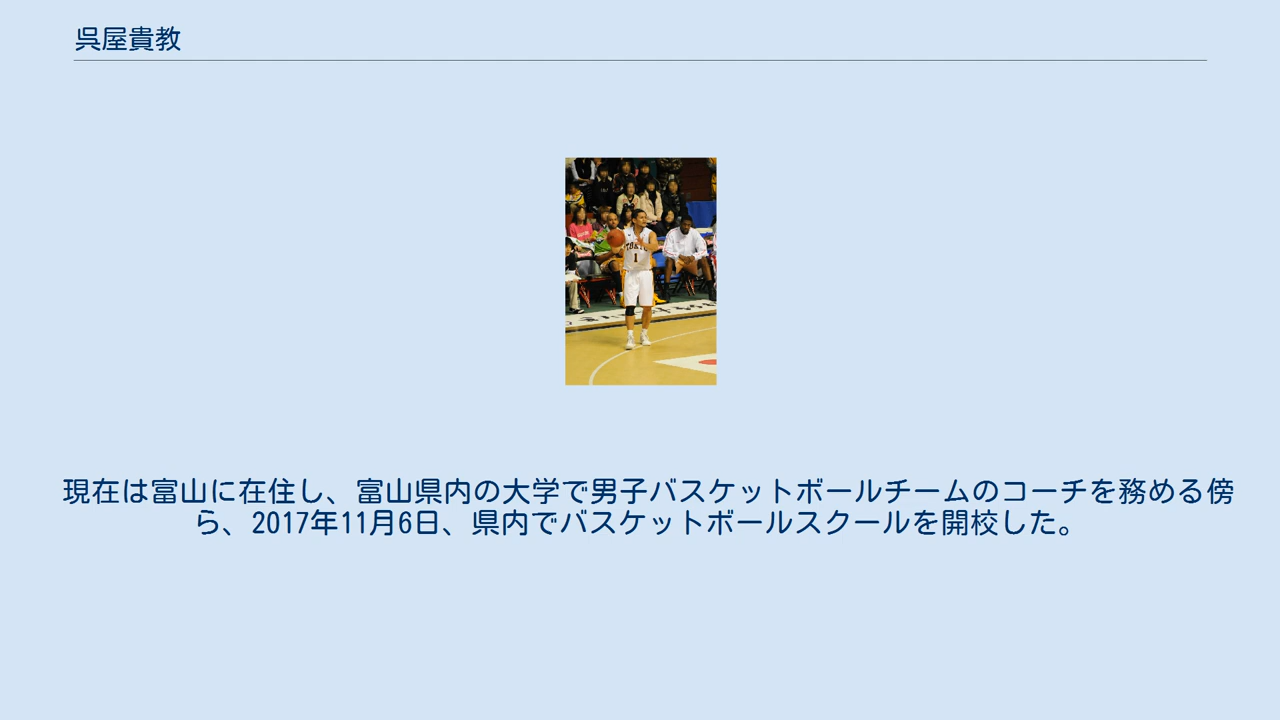 呉屋貴教
TOKYO
1
現在は富山に在住し、富山県内の大学で男子バスケットボールチームのコーチを務める傍
ら、2017年11月6日、県内でバスケットボールスクールを開校した。